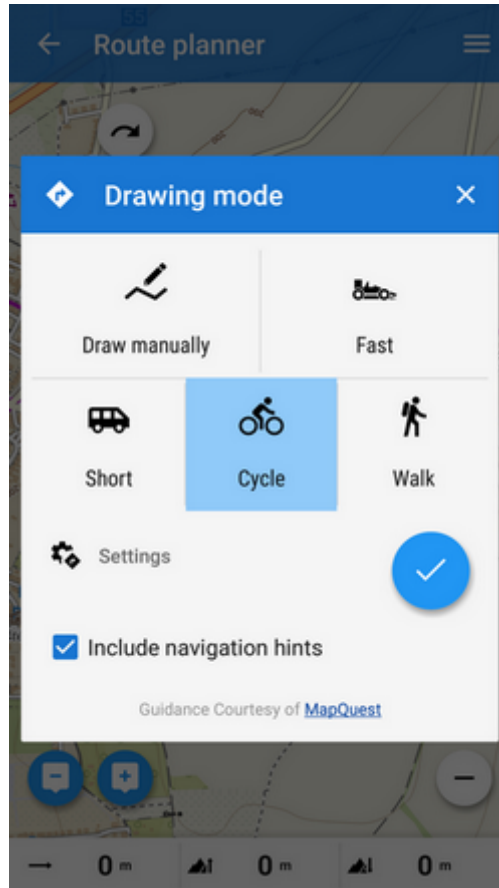 55
Route planner
Drawing mode
Draw manually
Fast
Short
Cycle
Walk
Settings
Include navigation hints
Guidance Courtesy of MapQuest
0 m
0 m
0 m